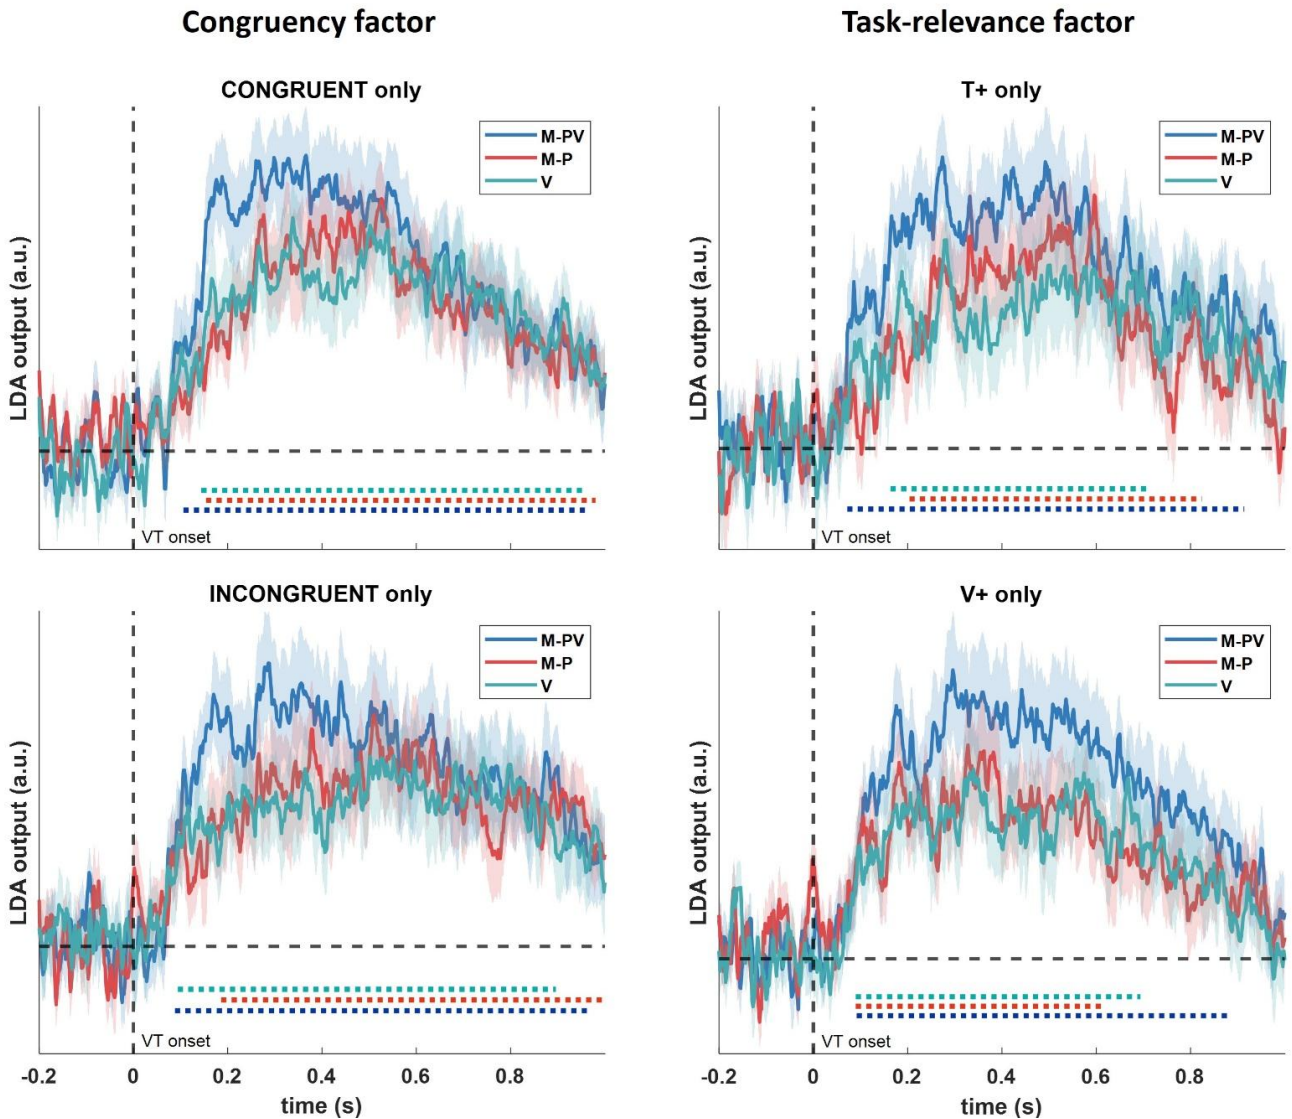 Congruency factor
Task-relevance factor
CONGRUENT only
M-PV
M-P
V
LDA output (a.u.)
VT onset
T+ only
M-PV
M-P
V
LDA output (a.u.)
VT onset
INCONGRUENT only
M-PV
M-P
V
LDA output (a.u.)
VT onset
-0.2 0 0.2 0.4 0.6 0.8
time (s)
V+ only
M-PV
M-P
V
LDA output (a.u.)
VT onset
-0.2 0 0.2 0.4 0.6 0.8
time (s)